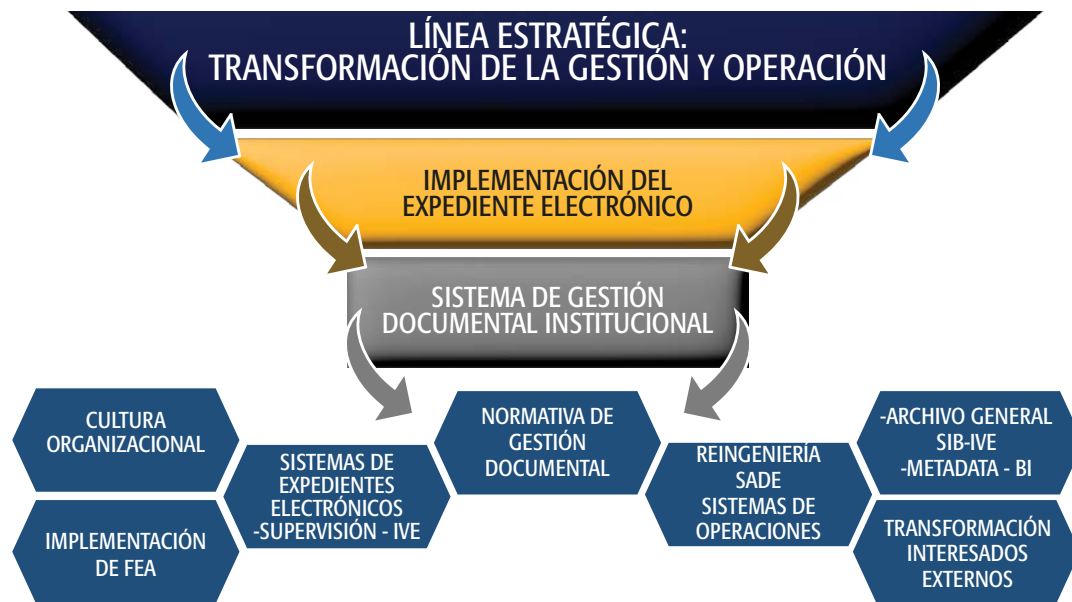 LÍNEA ESTRATÉGICA:
TRANSFORMACIÓN DE LA GESTIÓN Y OPERACIÓN
IMPLEMENTACIÓN DEL
EXPEDIENTE ELECTRÓNICO
SISTEMA DE GESTIÓN
DOCUMENTAL INSTITUCIONAL
CULTURA
ORGANIZACIONAL
IMPLEMENTACIÓN
DE FEA
SISTEMAS DE
EXPEDIENTES
ELECTRÓNICOS
-SUPERVISIÓN - IVE
NORMATIVA DE
GESTIÓN
DOCUMENTAL
REINGENIERÍA
SADE
SISTEMAS DE
OPERACIONES
-ARCHIVO GENERAL
SIB-IVE
-METADATA - BI
TRANSFORMACIÓN
INTERESADOS
EXTERNOS